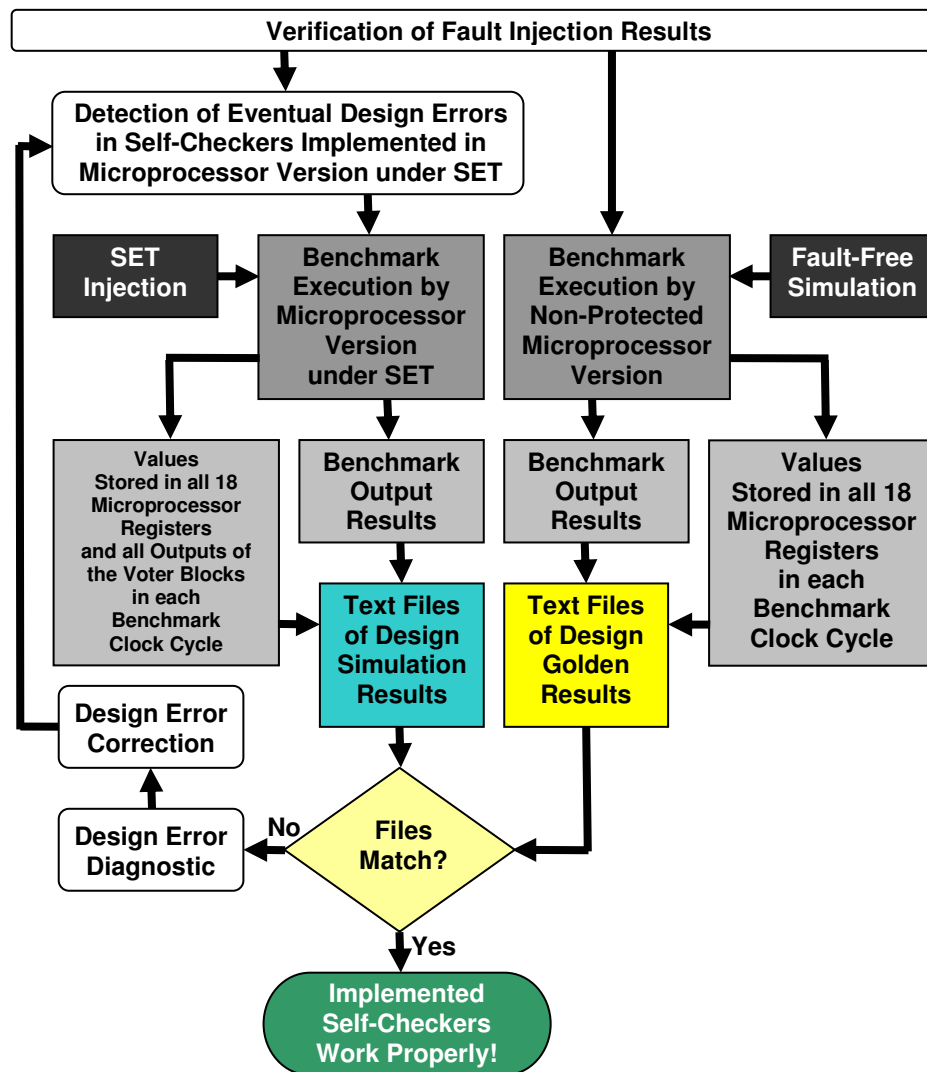 Verification of Fault Injection Results
Detection of Eventual Design Errors
in Self-Checkers Implemented in
Microprocessor Version under SET
SET
Injection
Benchmark
Execution by
Microprocessor
Version
under SET
Benchmark
Execution by
Non-Protected
Microprocessor
Version
Fault-Free
Simulation
Values
Stored in all 18
Microprocessor
Registers
and all Outputs of
the Voter Blocks
in each
Benchmark
Clock Cycle
Benchmark
Output
Results
Benchmark
Output
Results
Values
Stored in all 18
Microprocessor
Registers
in each
Benchmark
Clock Cycle
Text Files
of Design
Simulation
Results
Text Files
of Design
Golden
Results
Design Error
Correction
Design Error
Diagnostic
No
Files
Match?
Yes
Implemented
Self-Checkers
Work Properly!